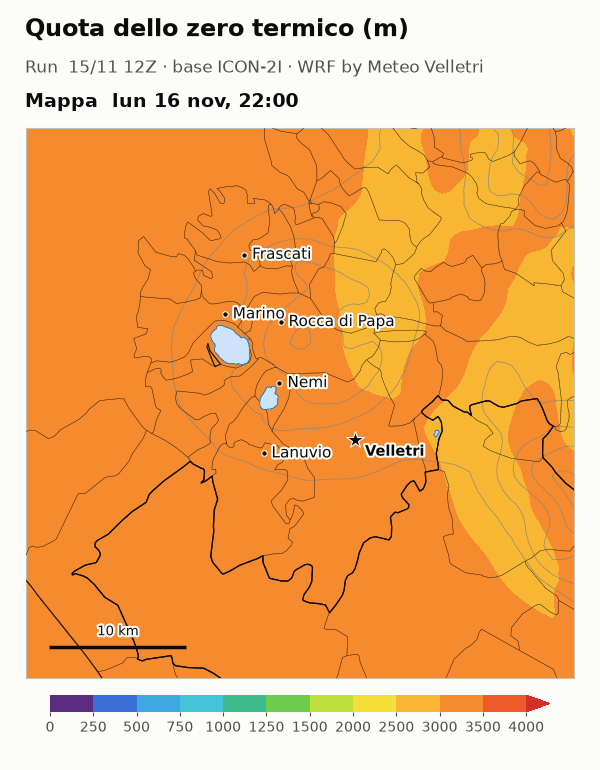 Quota dello zero termico (m)
Run  15/11 12Z · base ICON-2I · WRF by Meteo Velletri
Mappa  lun 16 nov, 22:00
Frascati
Marino
Rocca di Papa
Nemi
Velletri
Lanuvio
10 km
0 250 500 750 1000 1250 1500 2000 2500 3000 3500 4000